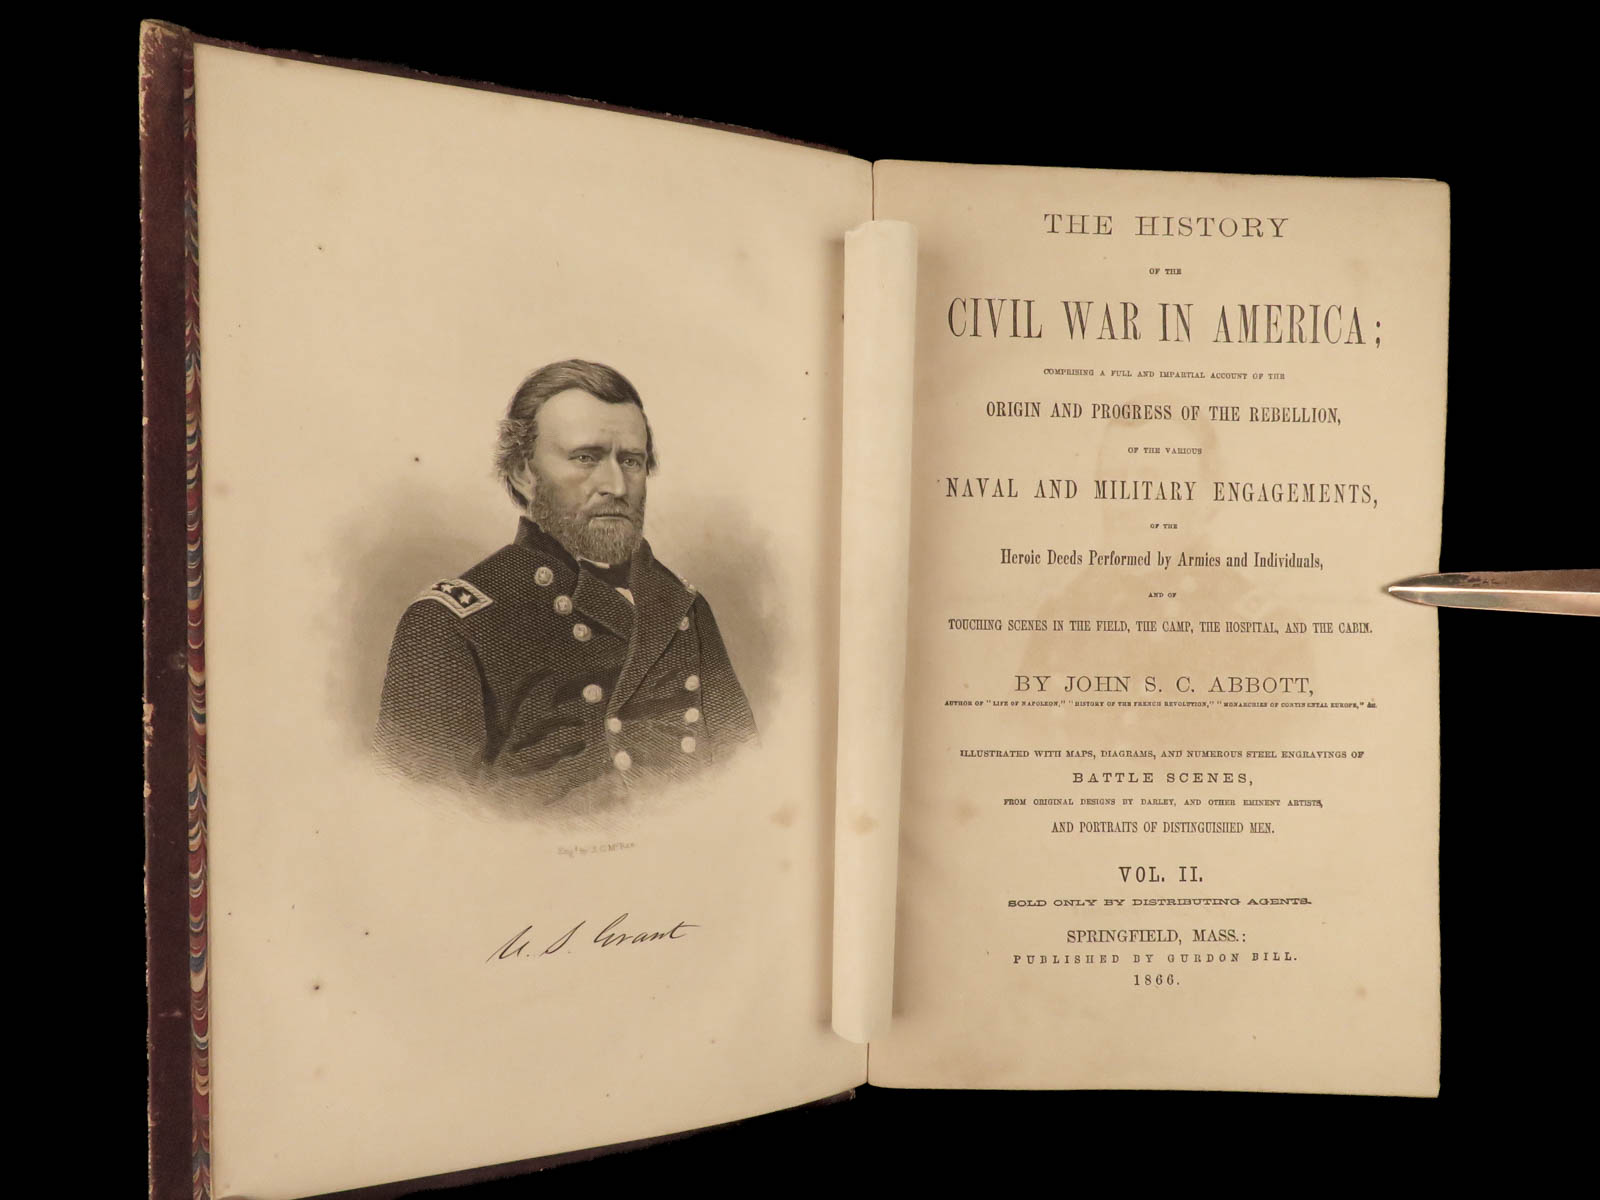 Engd by J.C. McRae
U. S. Grant
THE HISTORY
OF THE
CIVIL WAR IN AMERICA;
COMPRISING A FULL AND IMPARTIAL ACCOUNT OF THE
ORIGIN AND PROGRESS OF THE REBELLION,
OF THE VARIOUS
NAVAL AND MILITARY ENGAGEMENTS,
OF THE
Heroic Deeds Performed by Armies and Individuals,
AND OF
TOUCHING SCENES IN THE FIELD, THE CAMP, THE HOSPITAL, AND THE CABIN.
BY JOHN S. C. ABBOTT,
AUTHOR OF "LIFE OF NAPOLEON," "HISTORY OF THE FRENCH REVOLUTION," "MONARCHIES OF CONTINENTAL EUROPE," &c.
ILLUSTRATED WITH MAPS, DIAGRAMS, AND NUMEROUS STEEL ENGRAVINGS OF
BATTLE SCENES,
FROM ORIGINAL DESIGNS BY DARLEY, AND OTHER EMINENT ARTISTS,
AND PORTRAITS OF DISTINGUISHED MEN.
VOL. II.
SOLD ONLY BY DISTRIBUTING AGENTS.
SPRINGFIELD, MASS.:
PUBLISHED BY GURDON BILL.
1866.